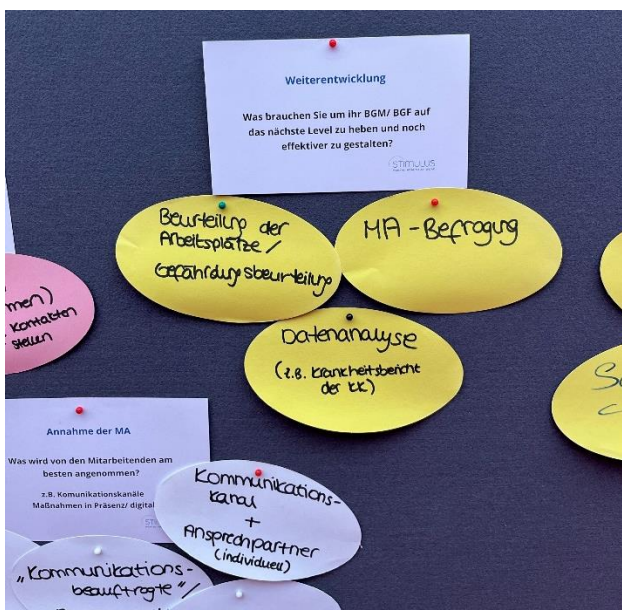 Weiterentwicklung
Was brauchen Sie um ihr BGM/ BGF auf
das nächste Level zu heben und noch
effektiver zu gestalten?
STIMULUS
Beurteilung der
Arbeitsplätze /
Gefährdungsbeurteilung
MA - Befragung
Datenanalyse
(z.B. Krankheitsbericht
der KK)
men)
Kontakten
stellen
Annahme der MA
Was wird von den Mitarbeitenden am
besten angenommen?
z.B. Komunikationskanäle
Maßnahmen in Präsenz/ digital
Kommunikations-
kanal
+
Ansprechpartner
(individuell)
"Kommunikations-
beauftragte" /